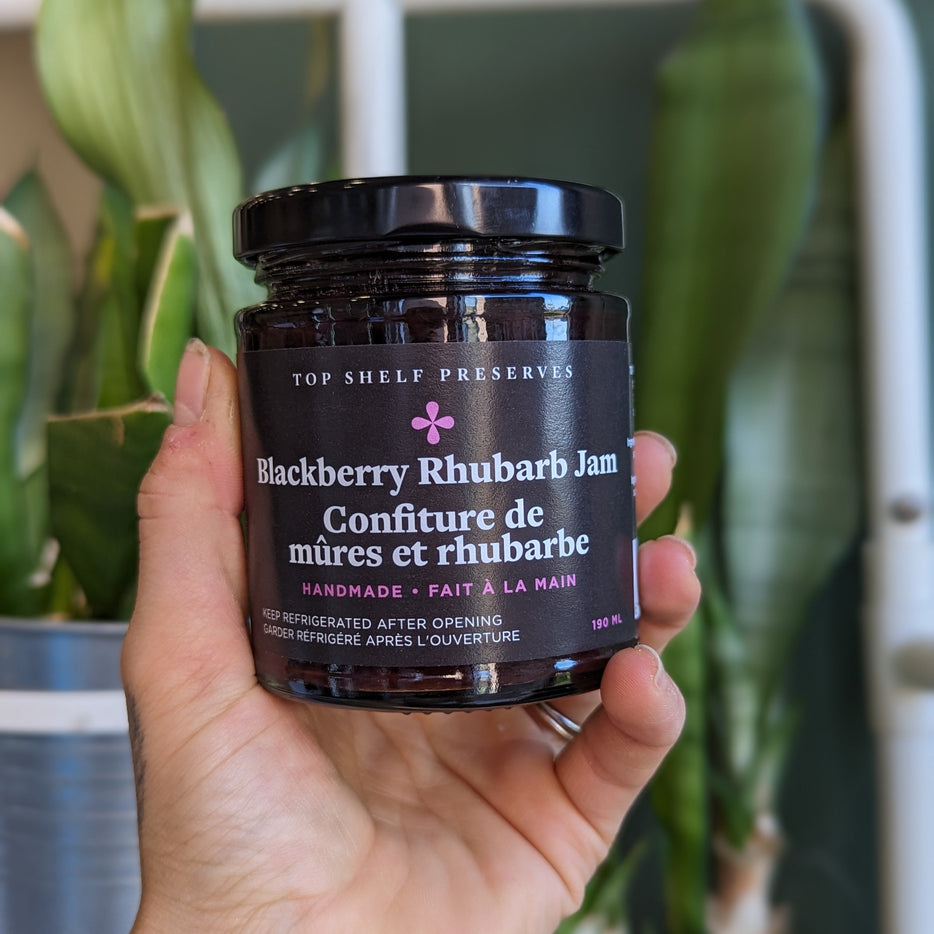 TOP SHELF PRESERVES
Blackberry Rhubarb Jam
Confiture de
mûres et rhubarbe
HANDMADE • FAIT À LA MAIN
KEEP REFRIGERATED AFTER OPENING
GARDER RÉFRIGÉRÉ APRÈS L'OUVERTURE
190 ML